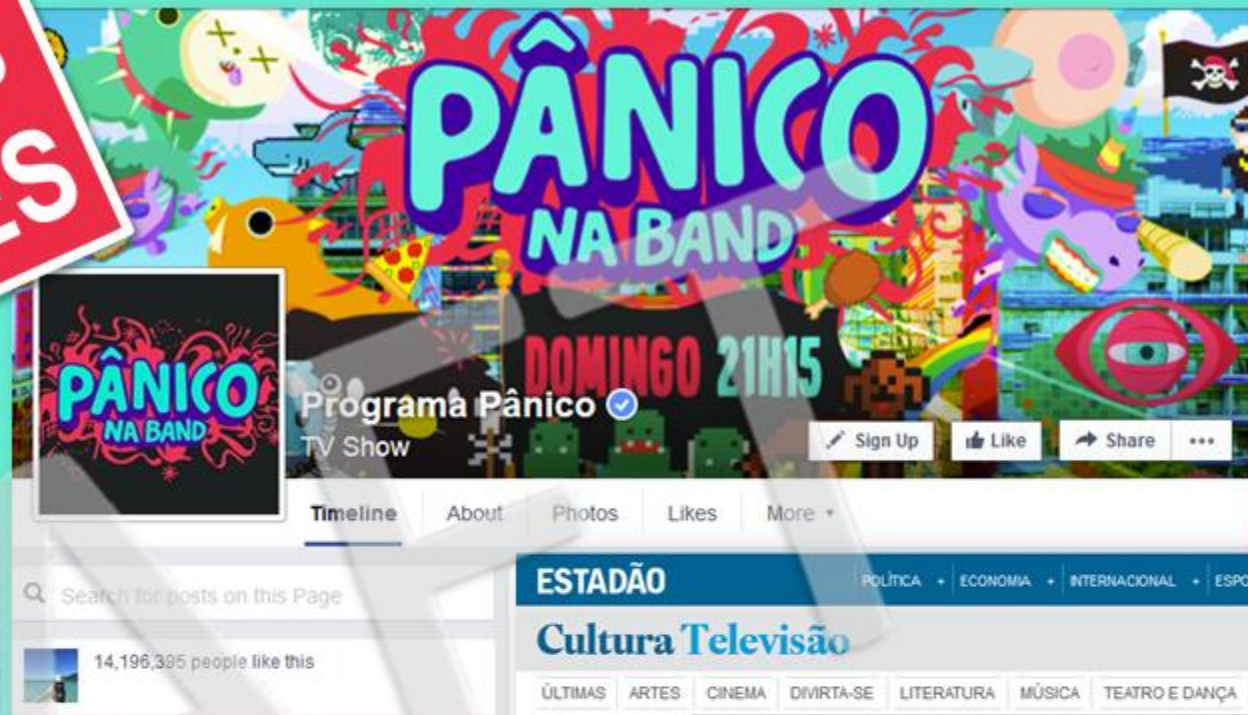 ES
PÂNICO
NA BAND
DOMINGO 21H15
PÂNICO
NA BAND
Programa Pânico
TV Show
Sign Up
Like
Share
Timeline
About
Photos
Likes
More
Search for posts on this Page
14,196,395 people like this
ESTADÃO
POLÍTICA + ECONOMIA + INTERNACIONAL + ESPO
Cultura Televisão
ÚLTIMAS ARTES CINEMA DIVIRTA-SE LITERATURA MÚSICA TEATRO E DANÇA